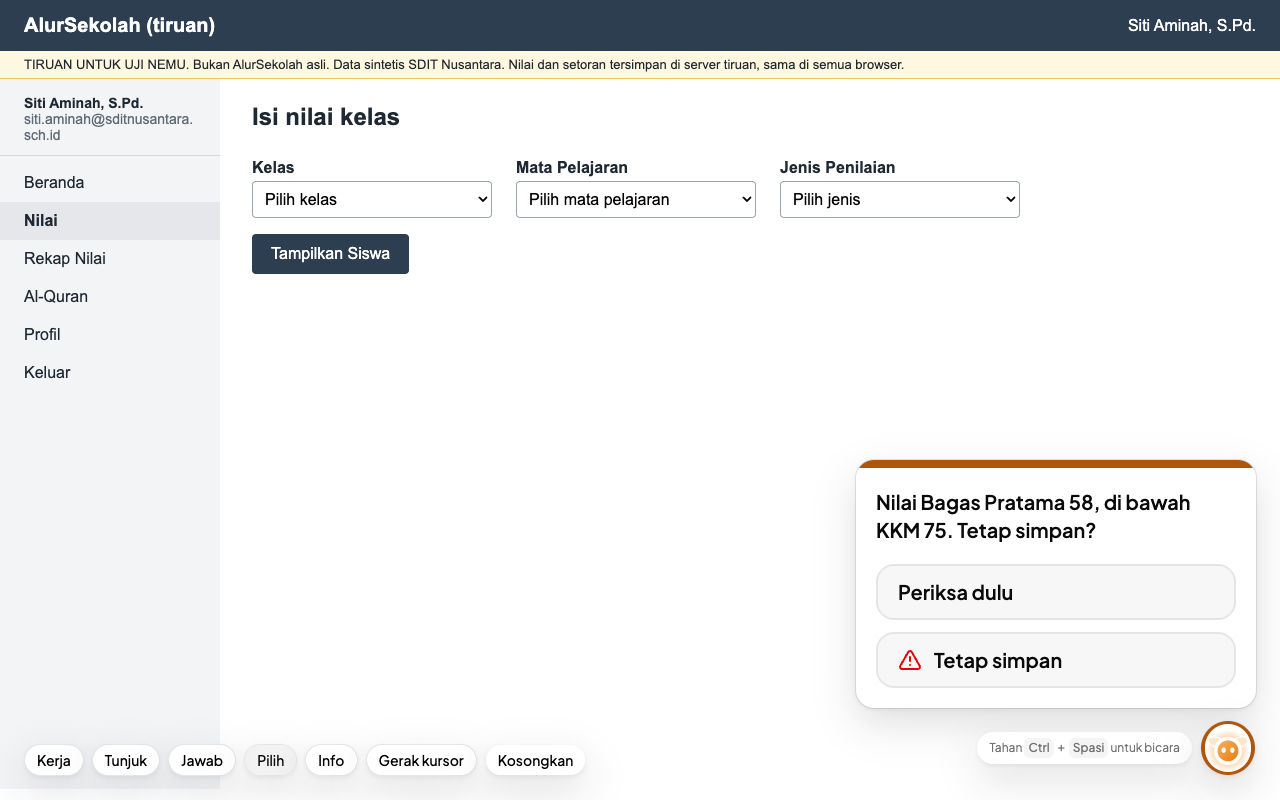 AlurSekolah (tiruan)
Siti Aminah, S.Pd.
TIRUAN UNTUK UJI NEMU. Bukan AlurSekolah asli. Data sintetis SDIT Nusantara. Nilai dan setoran tersimpan di server tiruan, sama di semua browser.
Siti Aminah, S.Pd.
siti.aminah@sditnusantara.
sch.id
Beranda
Nilai
Rekap Nilai
Al-Quran
Profil
Keluar
Isi nilai kelas
Kelas
Mata Pelajaran
Jenis Penilaian
Pilih kelas
Pilih mata pelajaran
Pilih jenis
Tampilkan Siswa
Nilai Bagas Pratama 58, di bawah
KKM 75. Tetap simpan?
Periksa dulu
Tetap simpan
Tahan Ctrl + Spasi untuk bicara
Kerja
Tunjuk
Jawab
Pilih
Info
Gerak kursor
Kosongkan